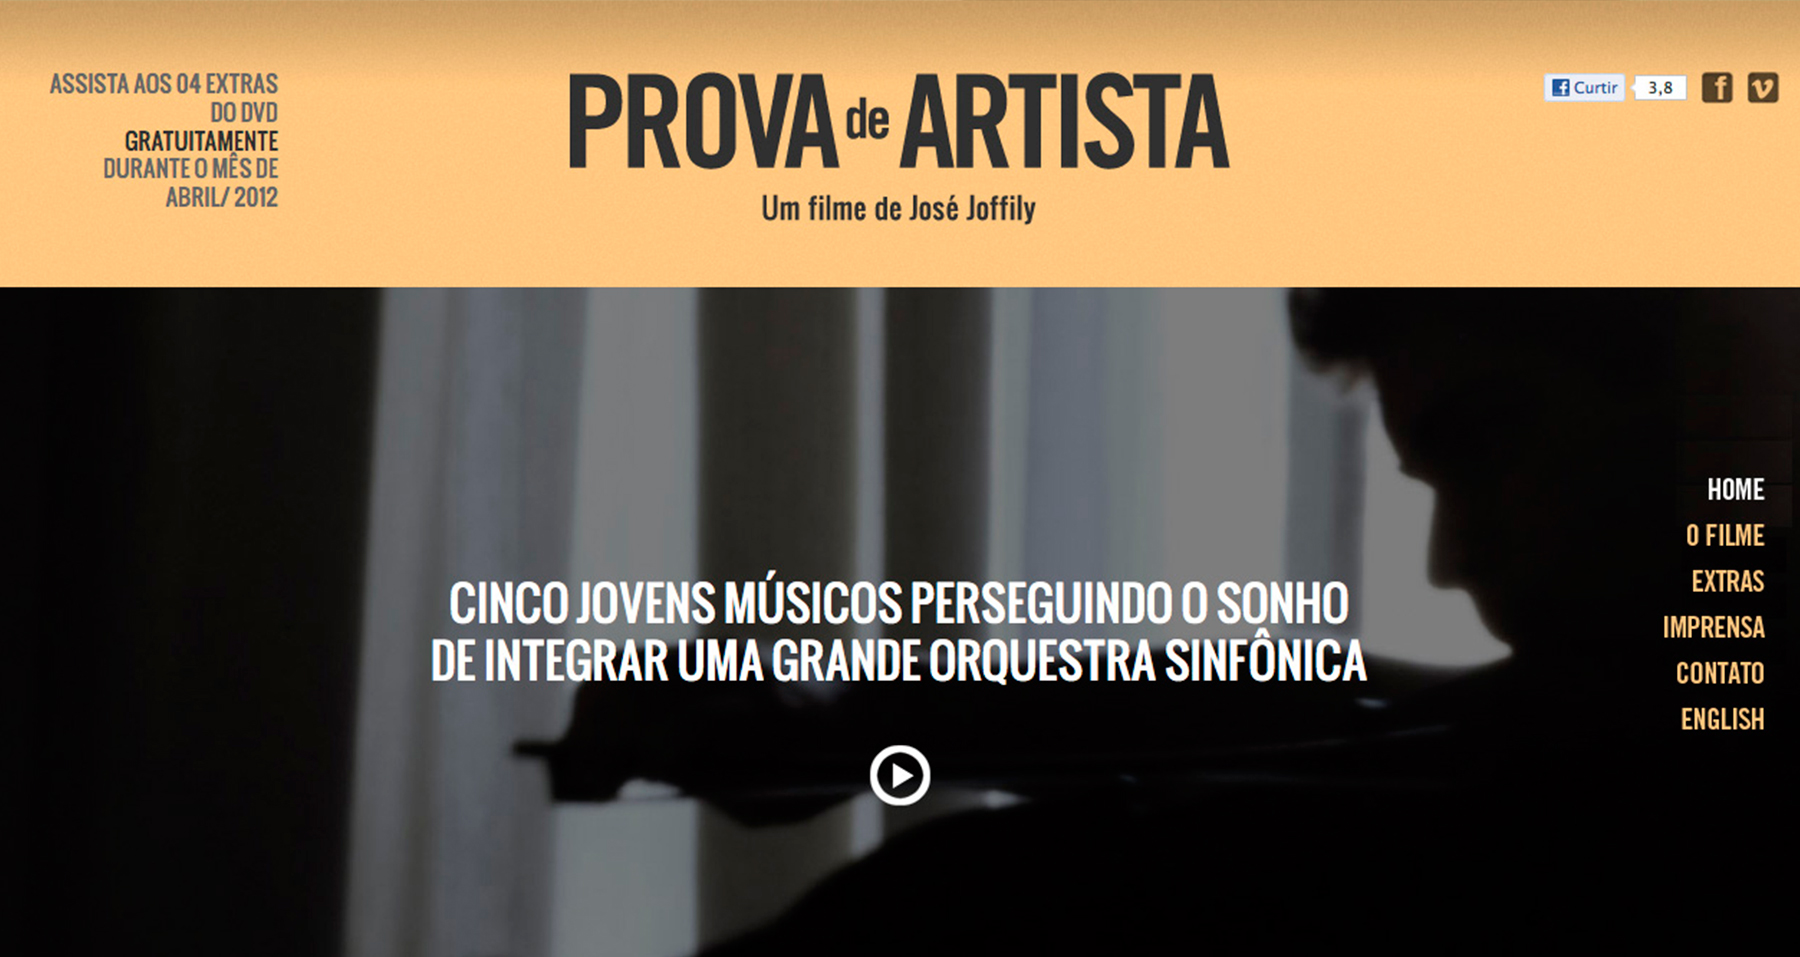 ASSISTA AOS 04 EXTRAS
DO DVD
GRATUITAMENTE
DURANTE O MÊS DE
ABRIL/ 2012
PROVA de ARTISTA
Um filme de José Joffily
Curtir
3,8
CINCO JOVENS MÚSICOS PERSEGUINDO O SONHO
DE INTEGRAR UMA GRANDE ORQUESTRA SINFÔNICA
HOME
O FILME
EXTRAS
IMPRENSA
CONTATO
ENGLISH